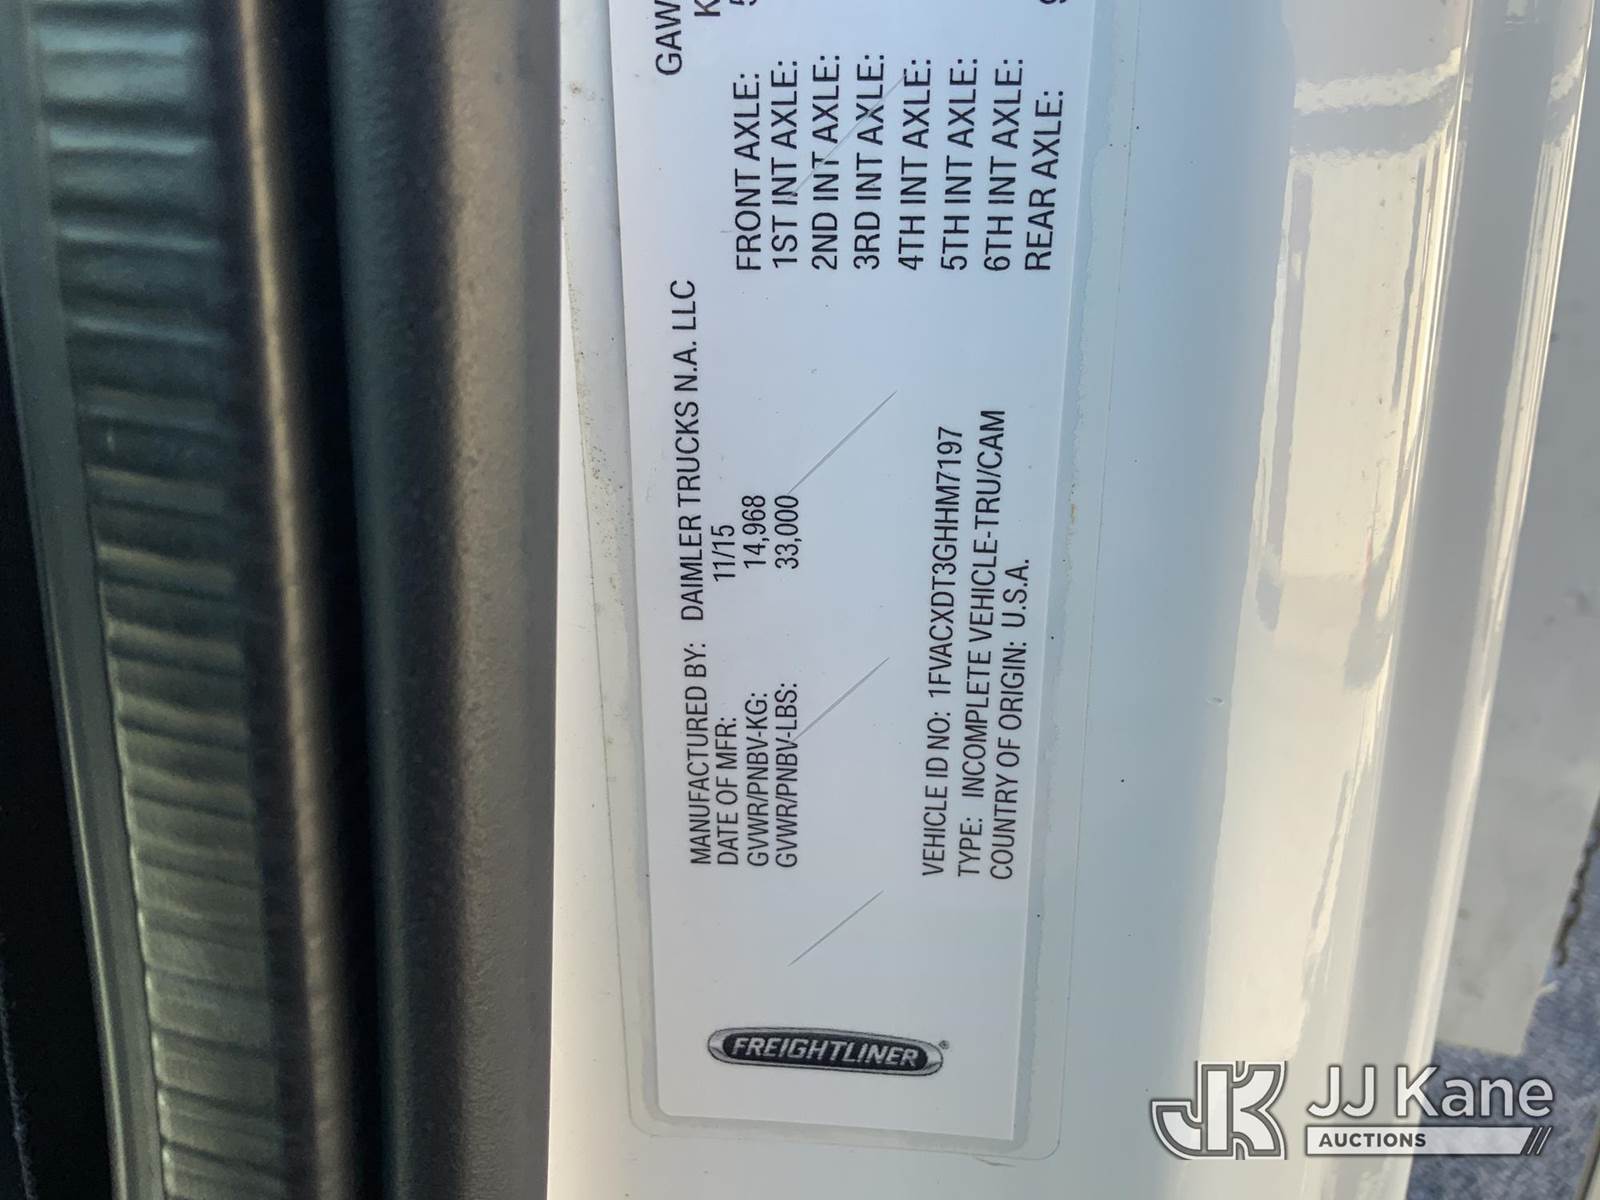 FREIGHTLINER®
MANUFACTURED BY: DAIMLER TRUCKS N.A. LLC
DATE OF MFR: 11/15
GVWR/PNBV-KG: 14,968
GVWR/PNBV-LBS: 33,000
VEHICLE ID NO: 1FVACXDT3GHHM7197
TYPE: INCOMPLETE VEHICLE-TRU/CAM
COUNTRY OF ORIGIN: U.S.A.
GAW
K
FRONT AXLE: 5
1ST INT AXLE:
2ND INT AXLE:
3RD INT AXLE:
4TH INT AXLE:
5TH INT AXLE:
6TH INT AXLE:
REAR AXLE:
JK JJ Kane
AUCTIONS